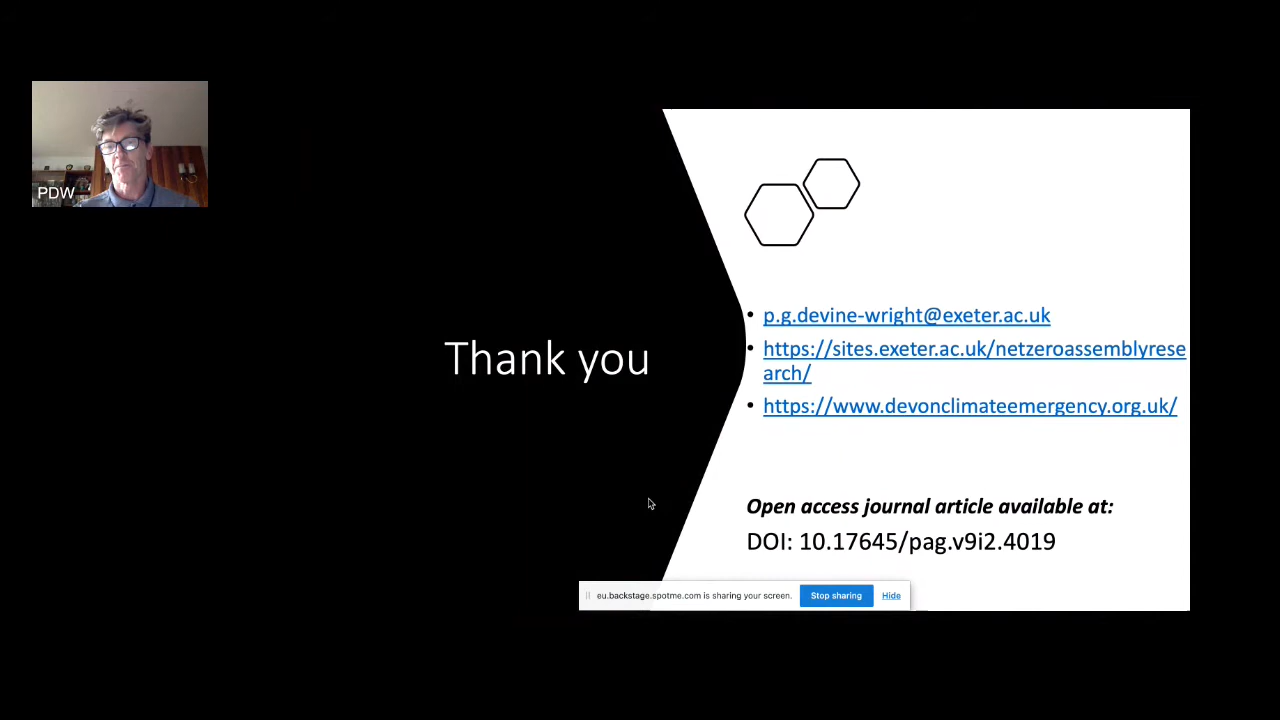 PDW
Thank you
p.g.devine-wright@exeter.ac.uk
https://sites.exeter.ac.uk/netzeroassemblyrese
arch/
https://www.devonclimateemergency.org.uk/
Open access journal article available at:
DOI: 10.17645/pag.v9i2.4019
eu.backstage.spotme.com is sharing your screen. Stop sharing Hide